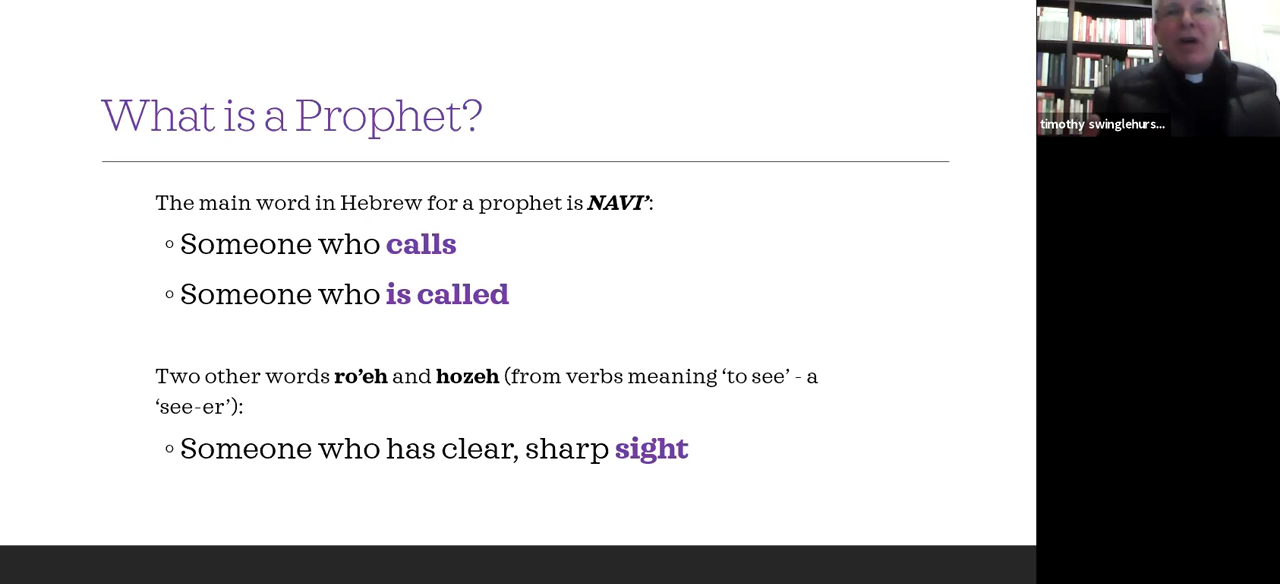 What is a Prophet?
The main word in Hebrew for a prophet is NAVI’:
◦ Someone who calls
◦ Someone who is called
Two other words ro’eh and hozeh (from verbs meaning ‘to see’ - a
‘see-er’):
◦ Someone who has clear, sharp sight
timothy swinglehurs...